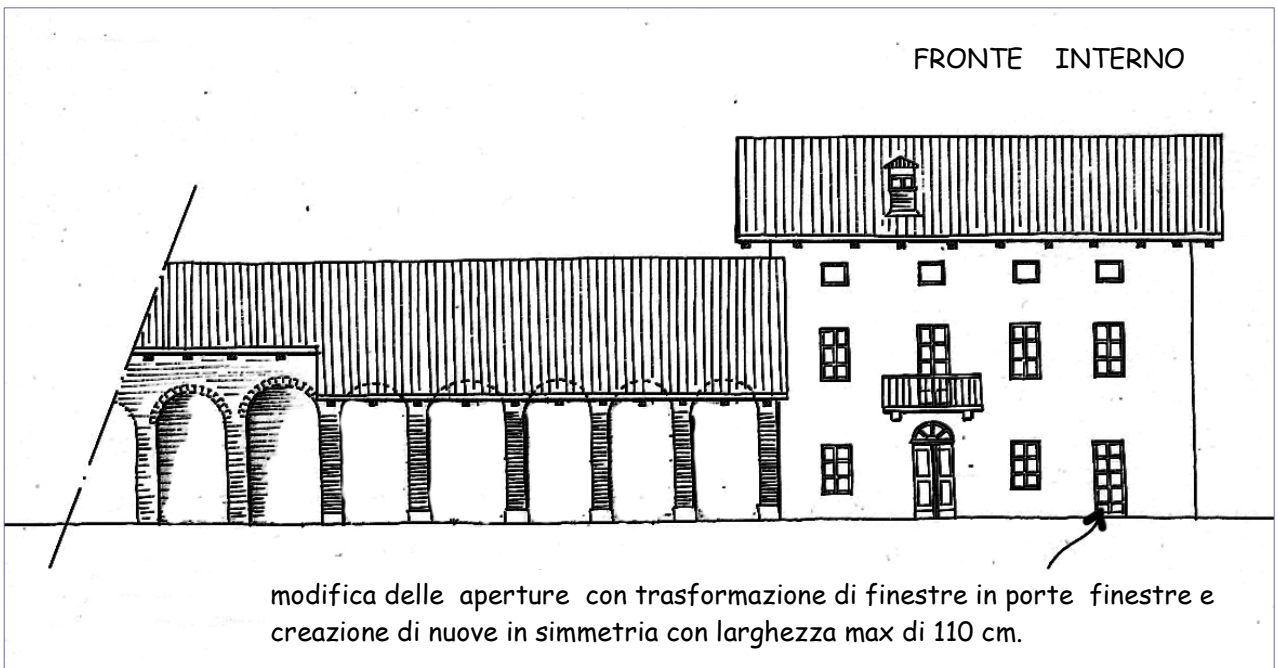 FRONTE INTERNO
modifica delle aperture con trasformazione di finestre in porte finestre e
creazione di nuove in simmetria con larghezza max di 110 cm.